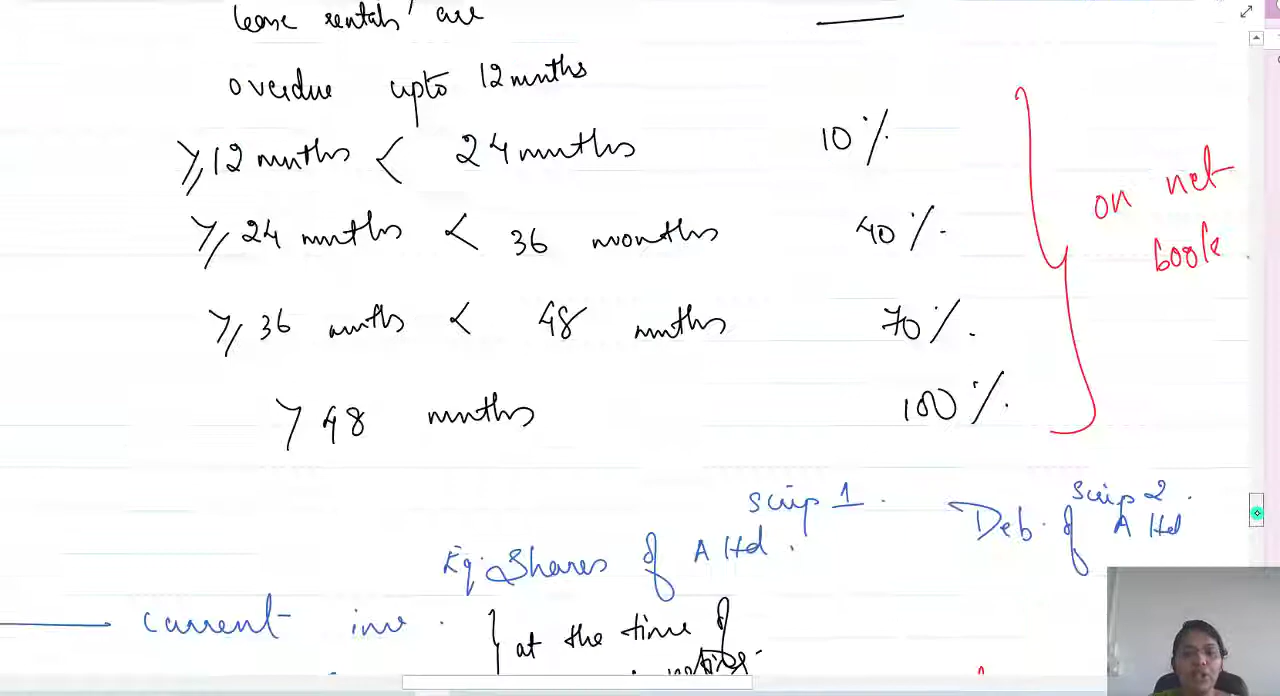 lease rentals are
overdue upto 12 mnths
≥ 12 mnths < 24 mnths 10%
≥ 24 mnths < 36 months 40%.
≥ 36 mnths < 48 mnths 70%.
> 48 mnths 100%.
on net
book
Scrip 1.
Eq. Shares of A ltd.
Scrip 2.
Deb. of A ltd
current inv.
at the time of